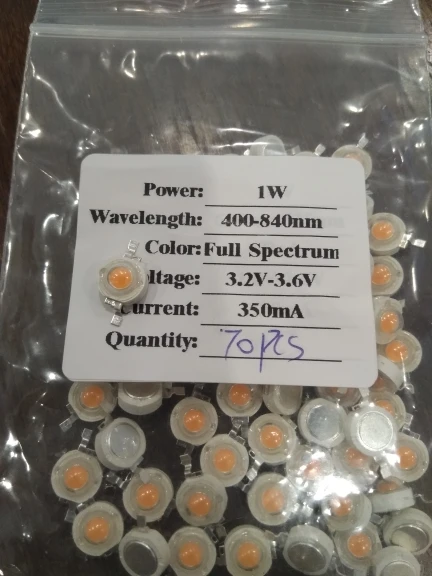 Power: 1W
Wavelength: 400-840nm
Color: Full Spectrum
ltage: 3.2V-3.6V
urrent: 350mA
Quantity: 70pcs